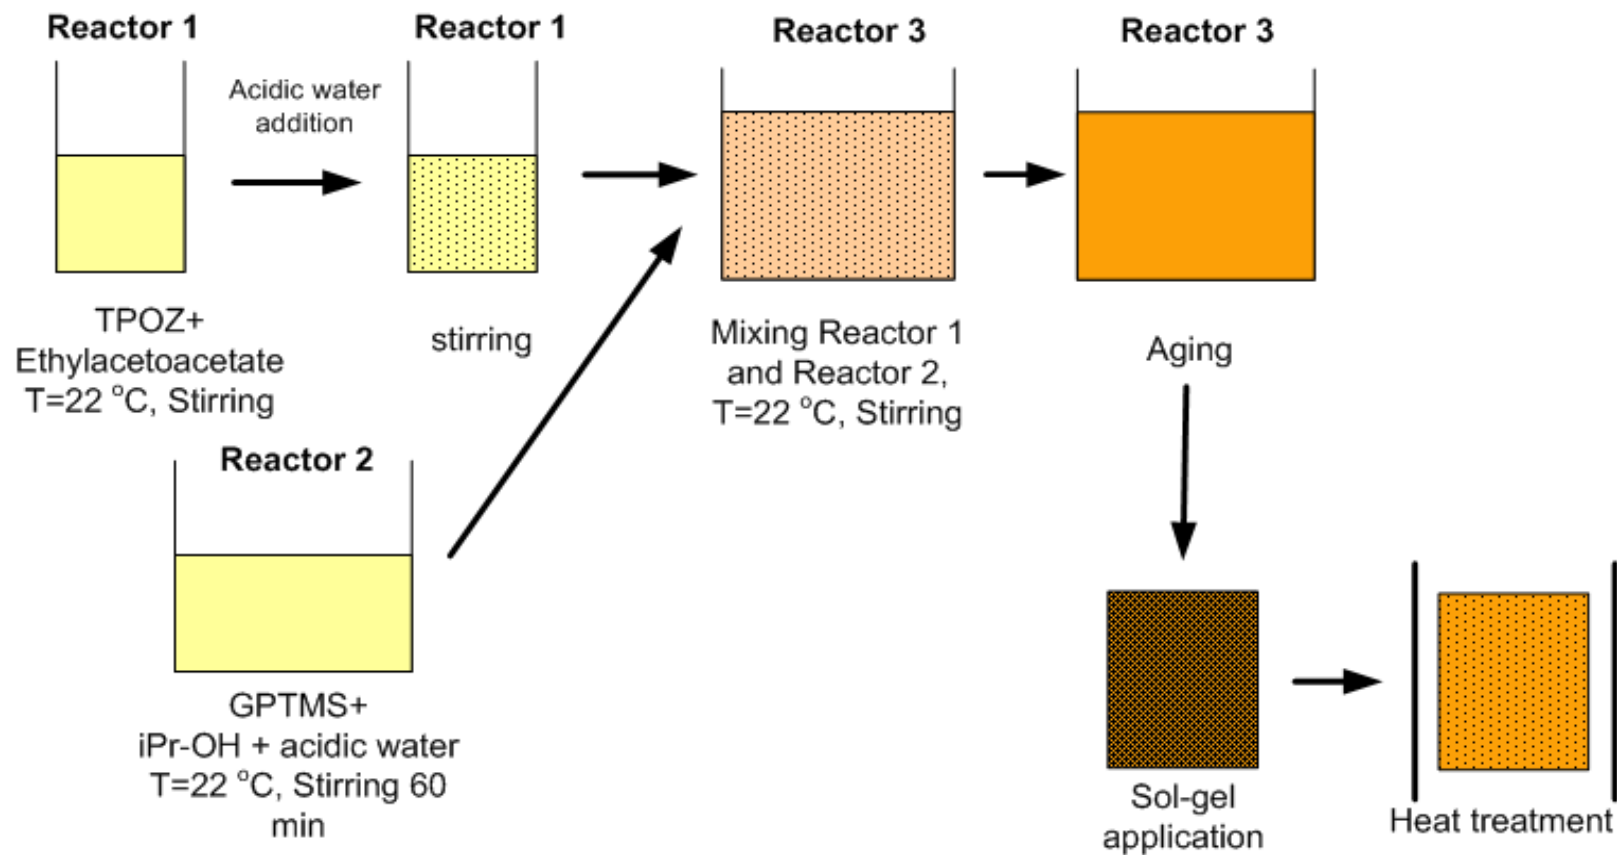 Reactor 1
Acidic water
addition
Reactor 1
Reactor 3
Reactor 3
TPOZ+
Ethylacetoacetate
T=22 °C, Stirring
stirring
Mixing Reactor 1
and Reactor 2,
T=22 °C, Stirring
Aging
Reactor 2
GPTMS+
iPr-OH + acidic water
T=22 °C, Stirring 60
min
Sol-gel
application
Heat treatment